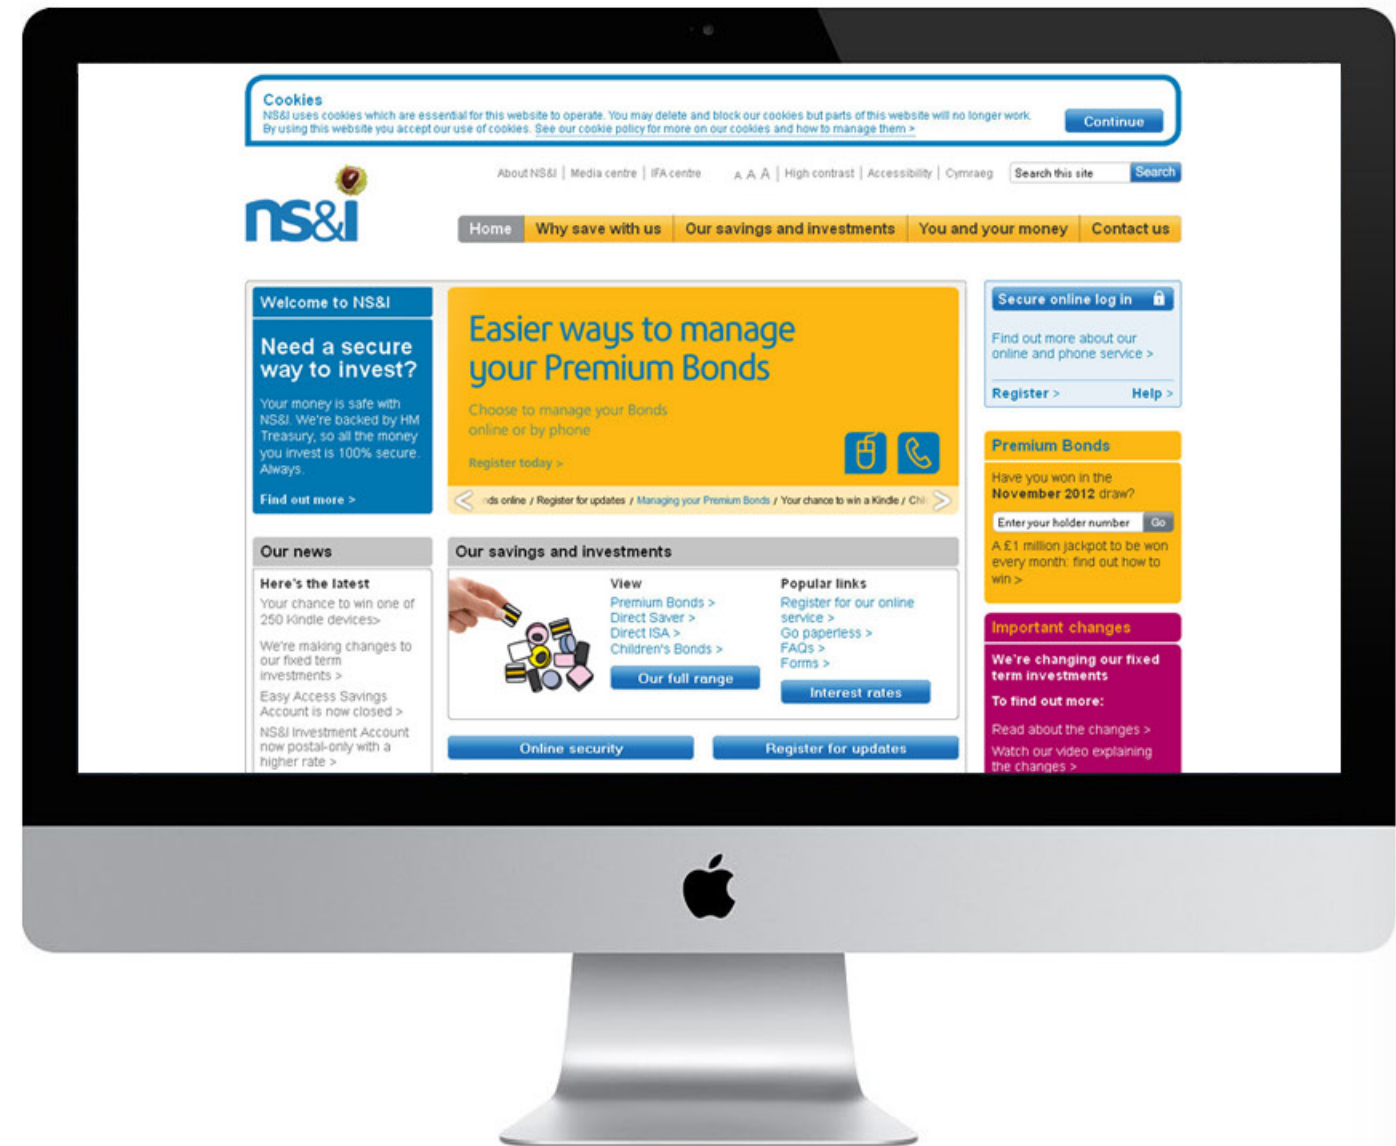 Cookies
NS&I uses cookies which are essential for this website to operate. You may delete and block our cookies but parts of this website will no longer work.
By using this website you accept our use of cookies. See our cookie policy for more on our cookies and how to manage them >
Continue
About NS&I | Media centre | IFA centre A A A | High contrast | Accessibility | Cymraeg
Search this site
Search
ns&i
Home
Why save with us
Our savings and investments
You and your money
Contact us
Welcome to NS&I
Need a secure
way to invest?
Your money is safe with
NS&I. We're backed by HM
Treasury, so all the money
you invest is 100% secure.
Always.
Find out more >
Easier ways to manage
your Premium Bonds
Choose to manage your Bonds
online or by phone
Register today >
ds online / Register for updates / Managing your Premium Bonds / Your chance to win a Kindle / Chi
Secure online log in
Find out more about our
online and phone service >
Register >
Help >
Premium Bonds
Have you won in the
November 2012 draw?
Enter your holder number
Go
A £1 million jackpot to be won
every month: find out how to
win >
Our news
Here's the latest
Your chance to win one of
250 Kindle devices>
We're making changes to
our fixed term
investments >
Easy Access Savings
Account is now closed >
NS&I Investment Account
now postal-only with a
higher rate >
Our savings and investments
View
Premium Bonds >
Direct Saver >
Direct ISA >
Children's Bonds >
Our full range
Popular links
Register for our online
service >
Go paperless >
FAQs >
Forms >
Interest rates
Online security
Register for updates
Important changes
We're changing our fixed
term investments
To find out more:
Read about the changes >
Watch our video explaining
the changes >